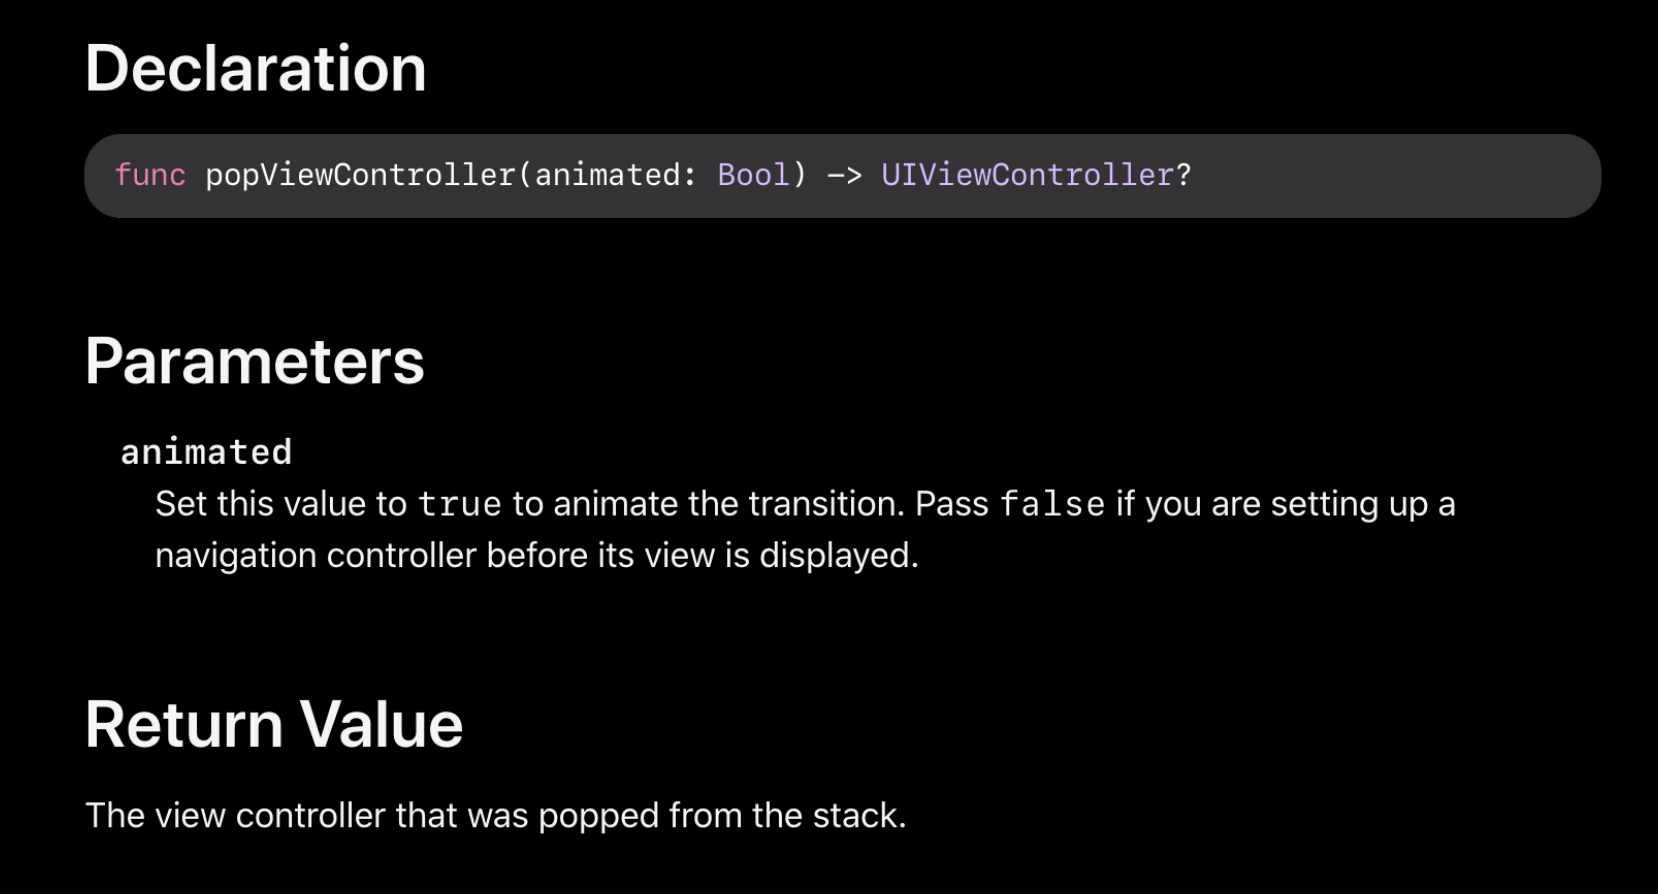 Declaration
func popViewController(animated: Bool) -> UIViewController?
Parameters
animated
Set this value to true to animate the transition. Pass false if you are setting up a
navigation controller before its view is displayed.
Return Value
The view controller that was popped from the stack.